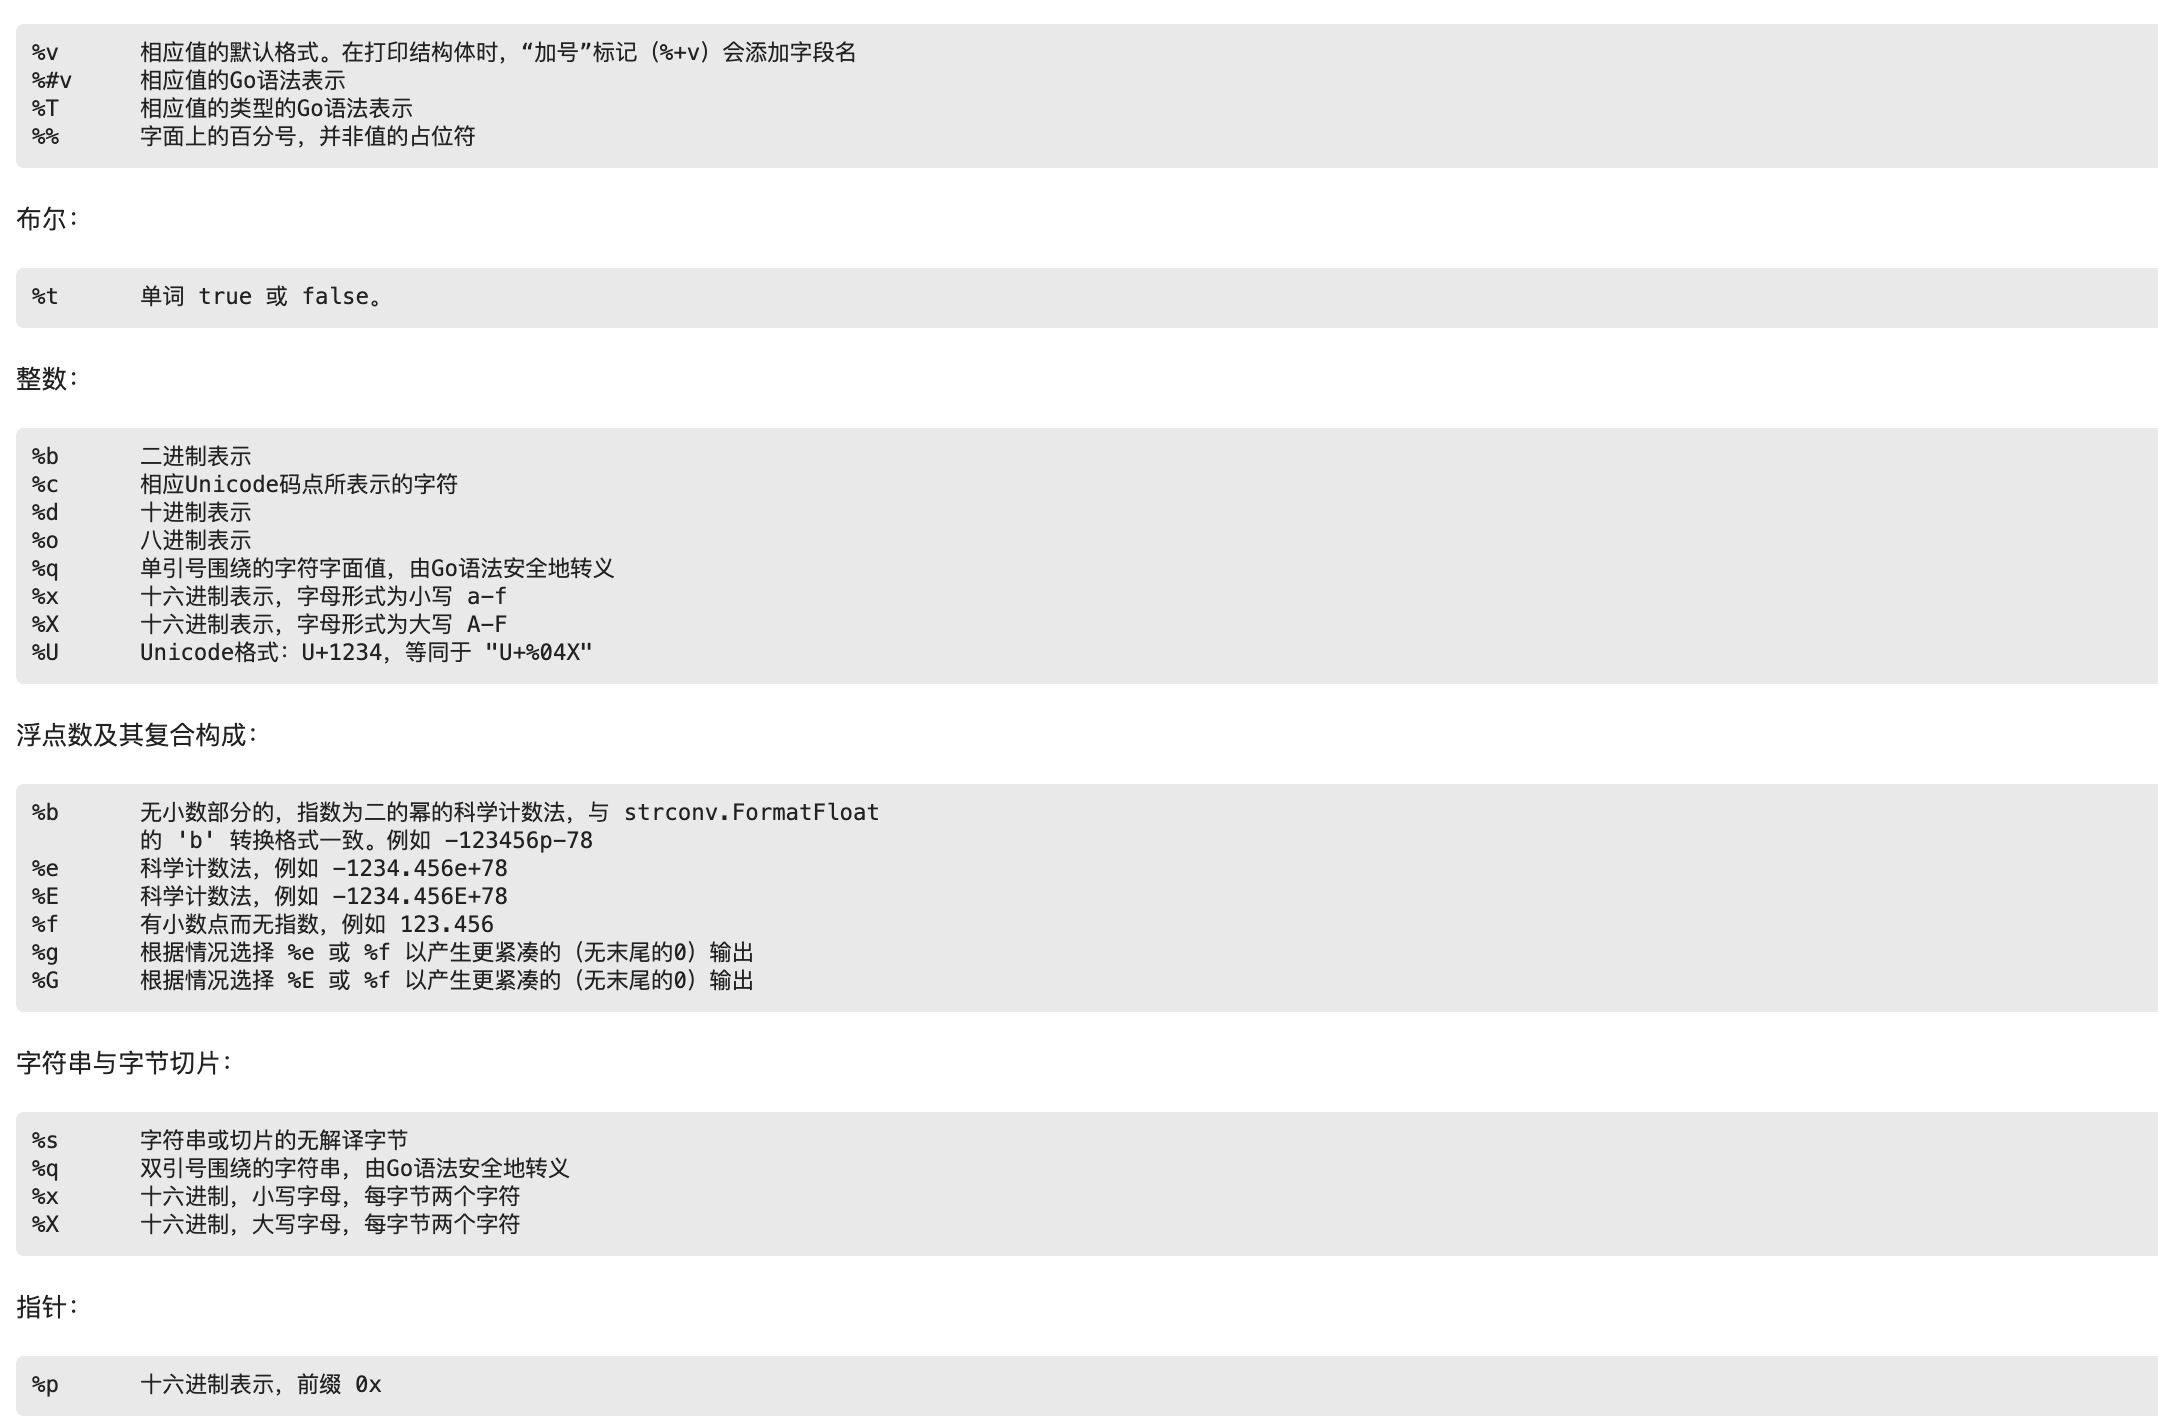 %v 相应值的默认格式。在打印结构体时，“加号”标记（%+v）会添加字段名
%#v 相应值的Go语法表示
%T 相应值的类型的Go语法表示
%% 字面上的百分号，并非值的占位符
布尔：
%t 单词 true 或 false。
整数：
%b 二进制表示
%c 相应Unicode码点所表示的字符
%d 十进制表示
%o 八进制表示
%q 单引号围绕的字符字面值，由Go语法安全地转义
%x 十六进制表示，字母形式为小写 a-f
%X 十六进制表示，字母形式为大写 A-F
%U Unicode格式：U+1234，等同于 "U+%04X"
浮点数及其复合构成：
%b 无小数部分的，指数为二的幂的科学计数法，与 strconv.FormatFloat
的 'b' 转换格式一致。例如 -123456p-78
%e 科学计数法，例如 -1234.456e+78
%E 科学计数法，例如 -1234.456E+78
%f 有小数点而无指数，例如 123.456
%g 根据情况选择 %e 或 %f 以产生更紧凑的（无末尾的0）输出
%G 根据情况选择 %E 或 %f 以产生更紧凑的（无末尾的0）输出
字符串与字节切片：
%s 字符串或切片的无解译字节
%q 双引号围绕的字符串，由Go语法安全地转义
%x 十六进制，小写字母，每字节两个字符
%X 十六进制，大写字母，每字节两个字符
指针：
%p 十六进制表示，前缀 0x